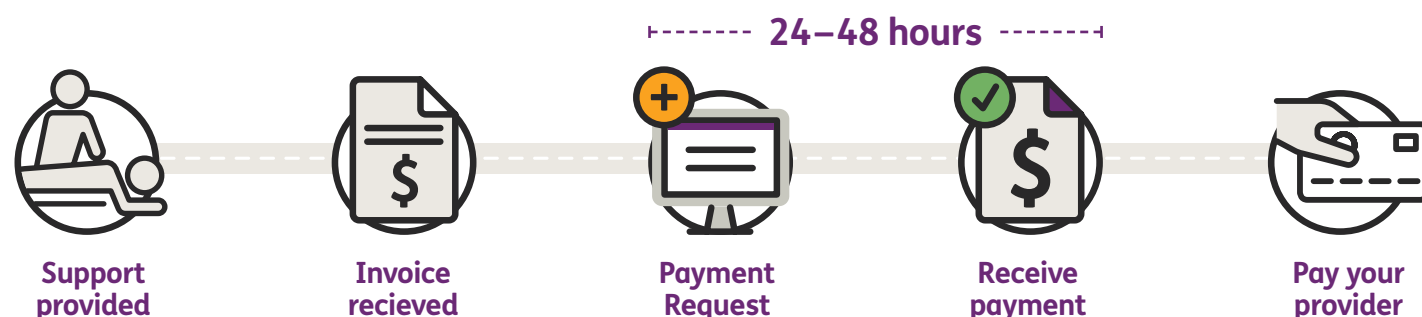 24–48 hours
Support
provided
Invoice
recieved
Payment
Request
Receive
payment
Pay your
provider